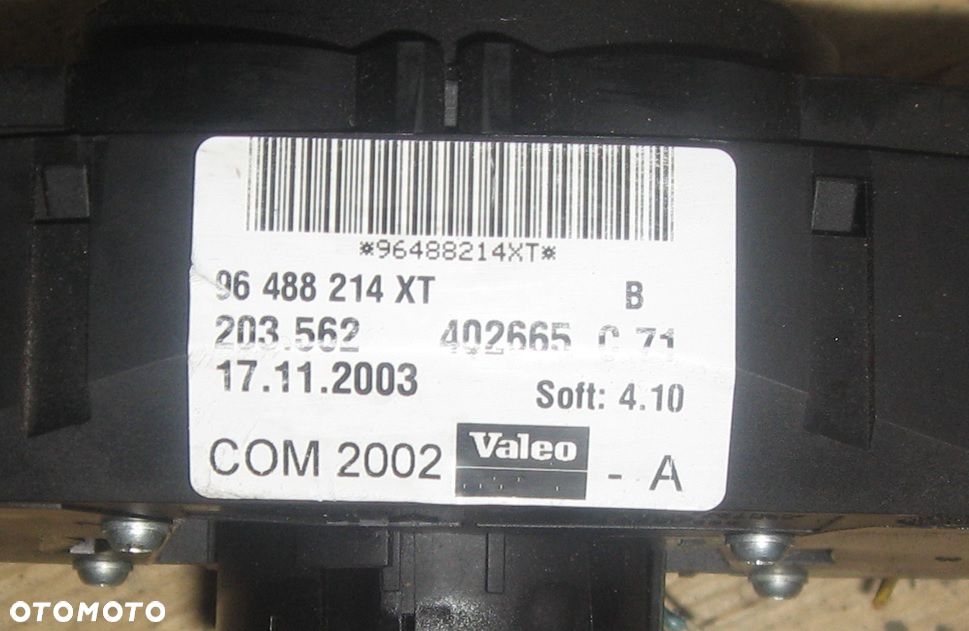 *96488214XT*
96 488 214 XT B
203.562 402665 C 71
17.11.2003
Soft: 4.10
COM 2002 Valeo - A
OTOMOTO